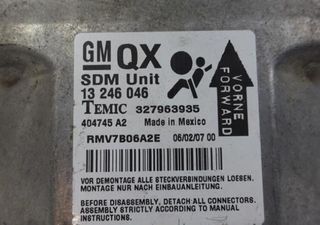 GM QX
SDM Unit
13 246 046
TEMIC 327963935
404745 A2 Made in Mexico
RMV7B06A2E 06/02/07 00
VORNE
FORWARD
VOR DEMONTAGE ALLE STECKVERBINDUNGEN LOESEN.
MONTAGE NUR NACH EINBAUANLEITUNG.
BEFORE DISASSEMBLY, DETACH ALL CONNECTORS.
ASSEMBLY STRICTLY ACCORDING TO MANUAL
INSTRUCTIONS.